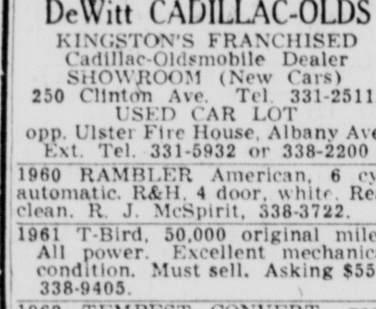 DeWitt CADILLAC-OLDS
KINGSTON'S FRANCHISED
Cadillac-Oldsmobile Dealer
SHOWROOM (New Cars)
250 Clinton Ave. Tel. 331-2511
USED CAR LOT
opp. Ulster Fire House, Albany Ave
Ext. Tel. 331-5932 or 338-2200
1960 RAMBLER American, 6 cy
automatic. R&H, 4 door, white. Re
clean. R. J. McSpirit, 338-3722.
1961 T-Bird, 50,000 original mile
All power. Excellent mechanic
condition. Must sell. Asking $55
338-9405.
TEMPEST CONVERT